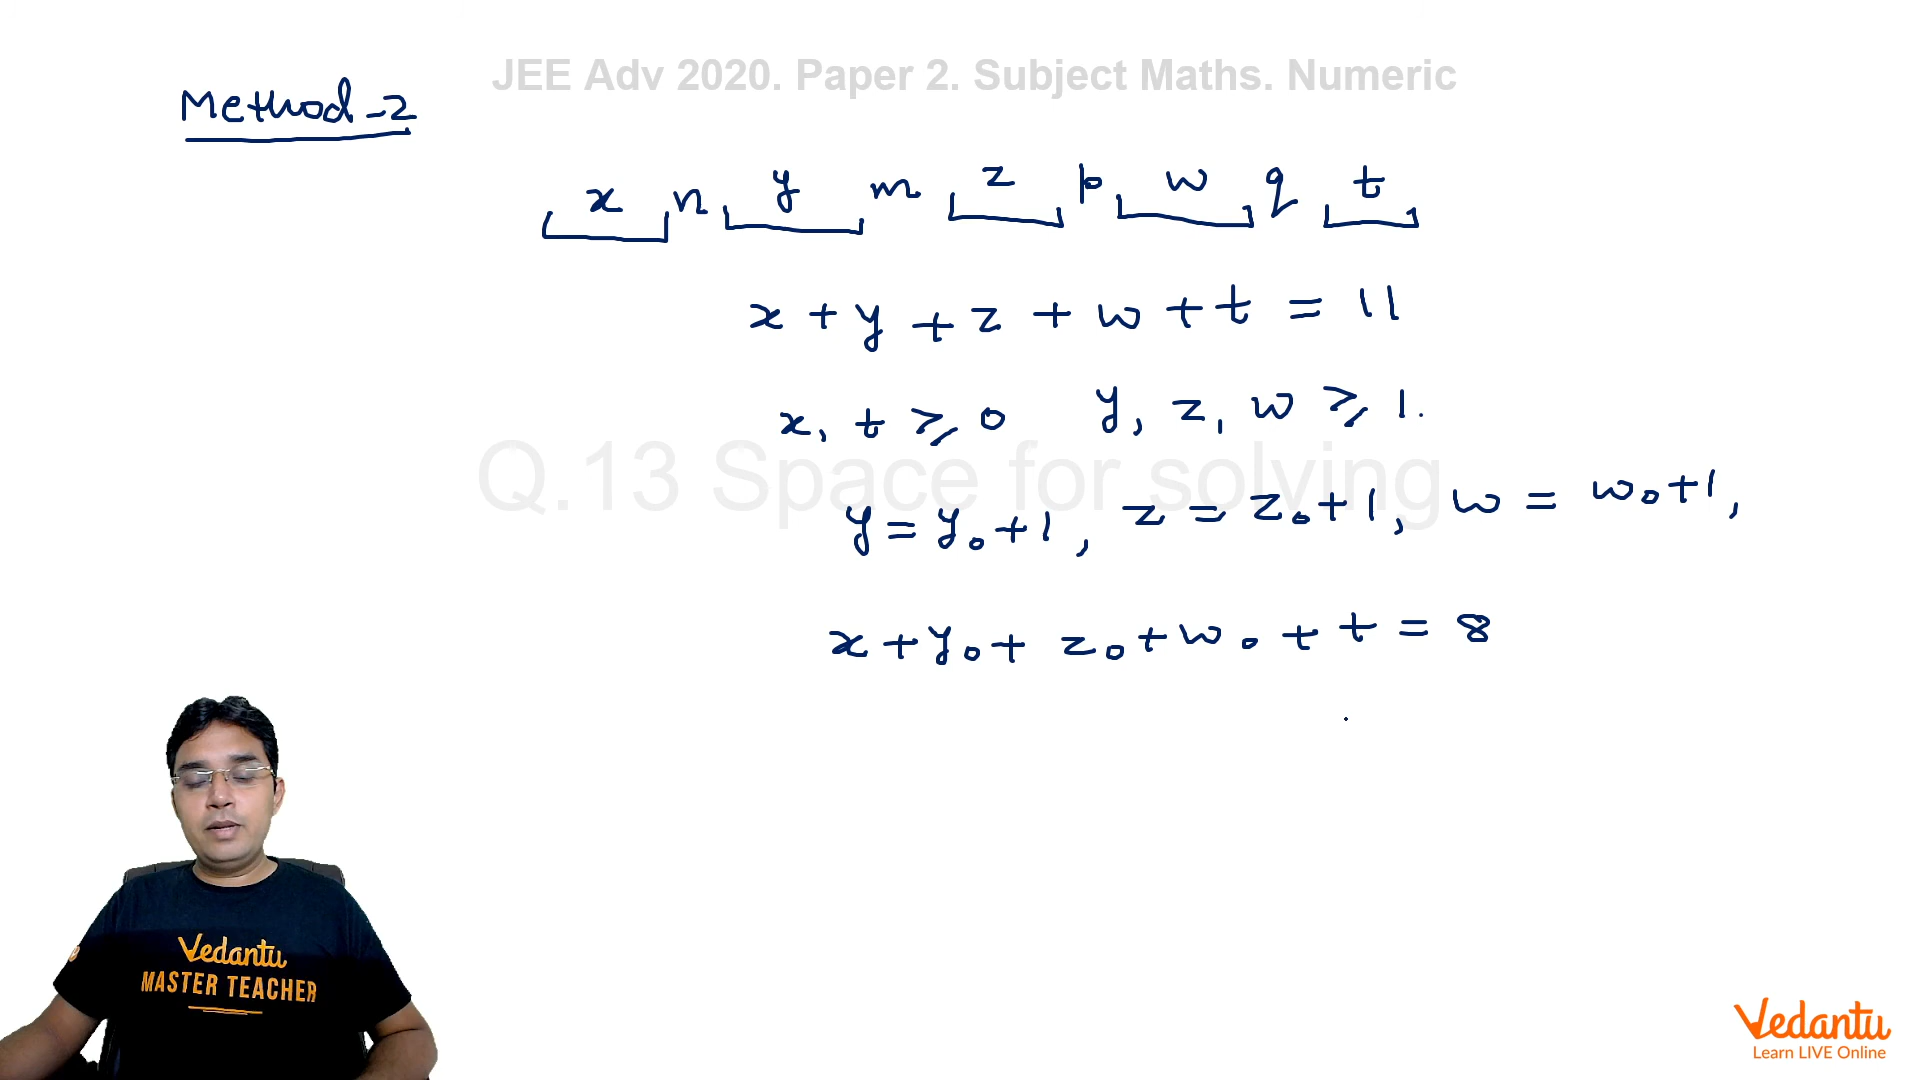 JEE Adv 2020. Paper 2. Subject Maths. Numeric
Method-2
x n y m z p w q t
x + y + z + w + t = 11
x, t ⩾ 0 y, z, w ⩾ 1.
Q.13 Space for solving
y = y₀+1, z = z₀+1, w = w₀+1,
x + y₀ + z₀ + w₀ + t = 8
Vedantu
MASTER TEACHER
Vedantu
Learn LIVE Online